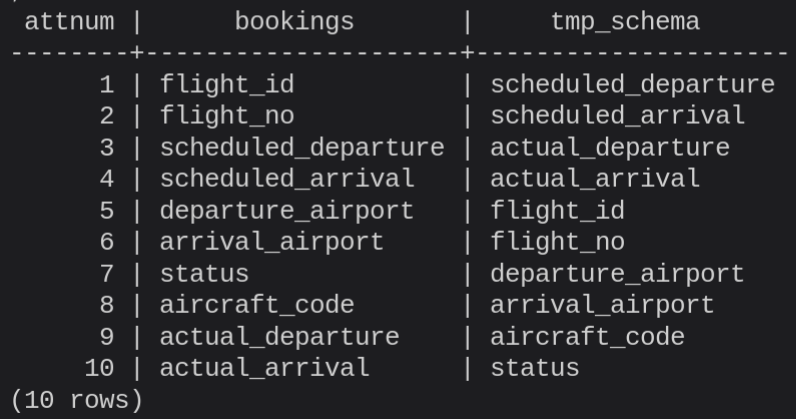 attnum |      bookings       |     tmp_schema
--------+---------------------+---------------------
      1 | flight_id           | scheduled_departure
      2 | flight_no           | scheduled_arrival
      3 | scheduled_departure | actual_departure
      4 | scheduled_arrival   | actual_arrival
      5 | departure_airport   | flight_id
      6 | arrival_airport     | flight_no
      7 | status              | departure_airport
      8 | aircraft_code       | arrival_airport
      9 | actual_departure    | aircraft_code
     10 | actual_arrival      | status
(10 rows)